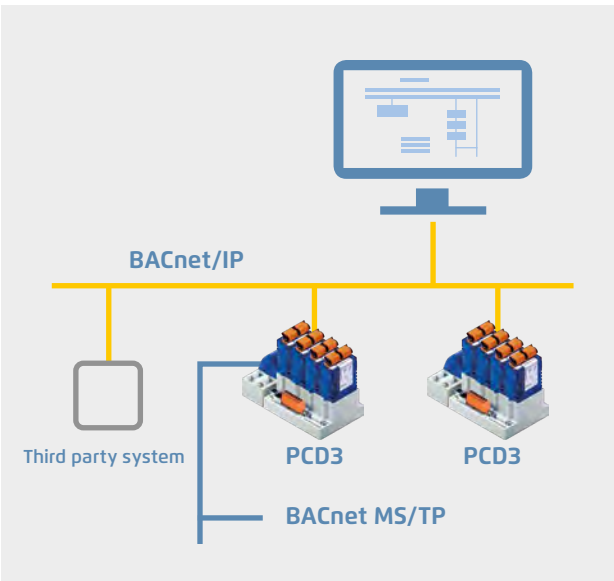 BACnet/IP
Third party system
PCD3
PCD3
BACnet MS/TP